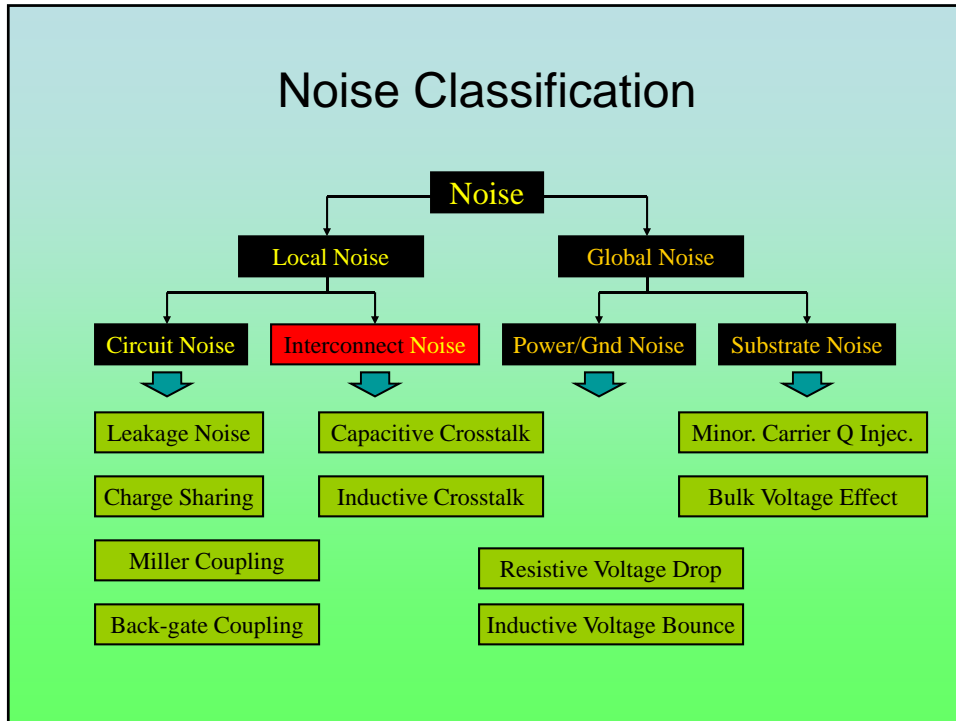 Noise Classification
Noise
Local Noise
Global Noise
Circuit Noise
Interconnect Noise
Power/Gnd Noise
Substrate Noise
Leakage Noise
Capacitive Crosstalk
Minor. Carrier Q Injec.
Charge Sharing
Inductive Crosstalk
Bulk Voltage Effect
Miller Coupling
Resistive Voltage Drop
Back-gate Coupling
Inductive Voltage Bounce